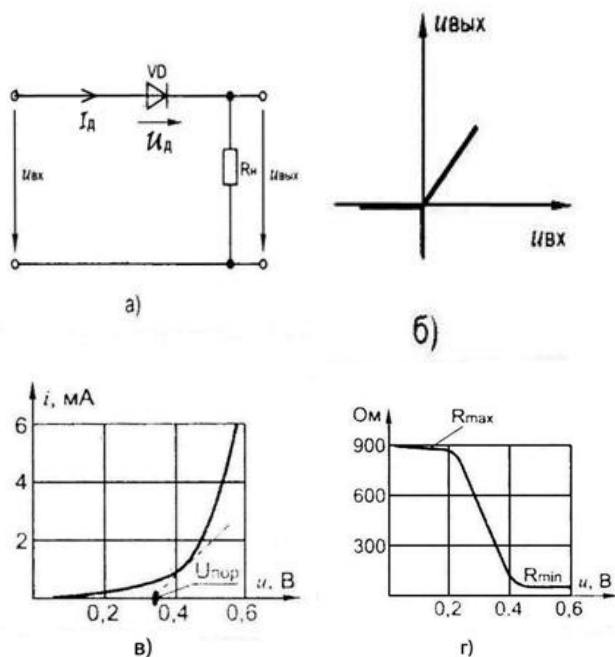 VD
Iд
Uд
uвх
Rн
uвых
а)
uвых
uвх
б)
i, мА
6
4
2
Uпор
u, В
0,2
0,4
0,6
в)
Ом
900
600
300
Rmax
Rmin
u, В
0,2
0,4
0,6
г)